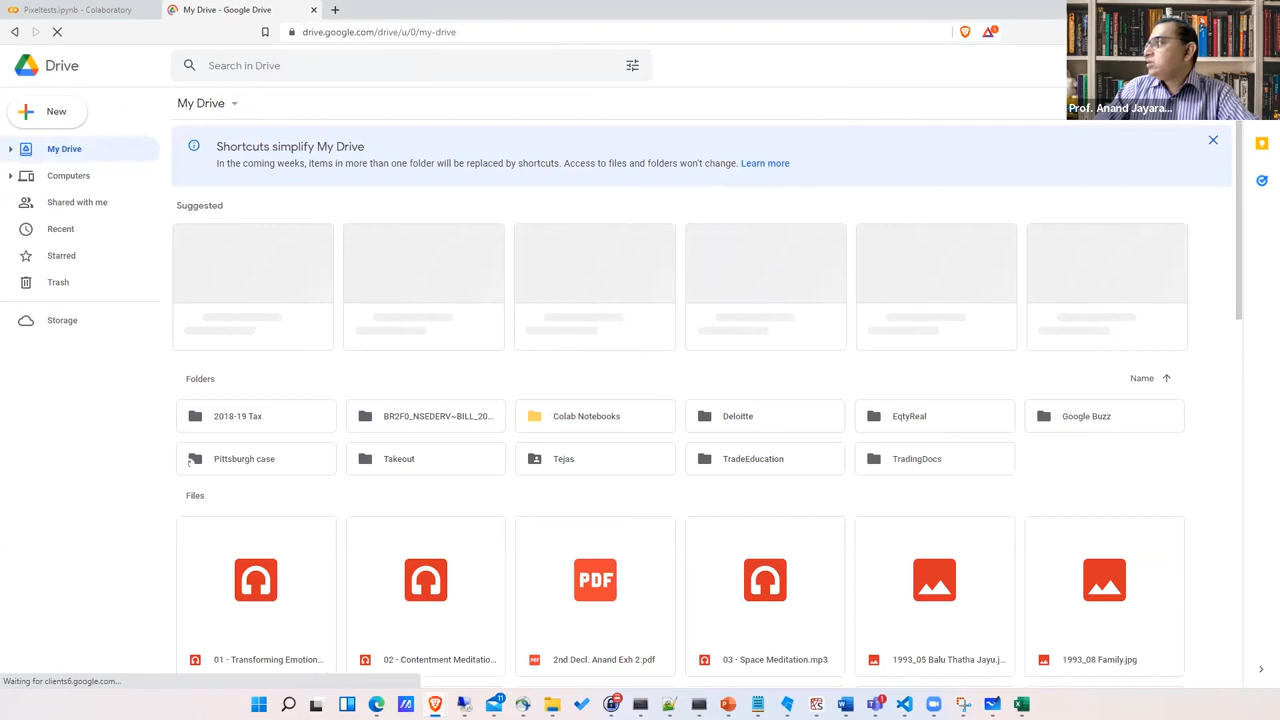 Pixeltests.ipynb - Colaboratory
My Drive - Google Drive
drive.google.com/drive/u/0/my-drive
Drive
Search in Drive
Prof. Anand Jayara...
New
My Drive
My Drive
Computers
Shared with me
Recent
Starred
Trash
Storage
Shortcuts simplify My Drive
In the coming weeks, items in more than one folder will be replaced by shortcuts. Access to files and folders won't change. Learn more
Suggested
Folders
Name
2018-19 Tax
BR2F0_NSEDERV~BILL_20...
Colab Notebooks
Deloitte
EqtyReal
Google Buzz
Pittsburgh case
Takeout
Tejas
TradeEducation
TradingDocs
Files
PDF
01 - Transforming Emotion...
02 - Contentment Meditatio...
PDF
2nd Decl. Anand Exh 2.pdf
03 - Space Meditation.mp3
1993_05 Balu Thatha Jayu.j...
1993_08 Family.jpg
Waiting for clients6.google.com...
11
1